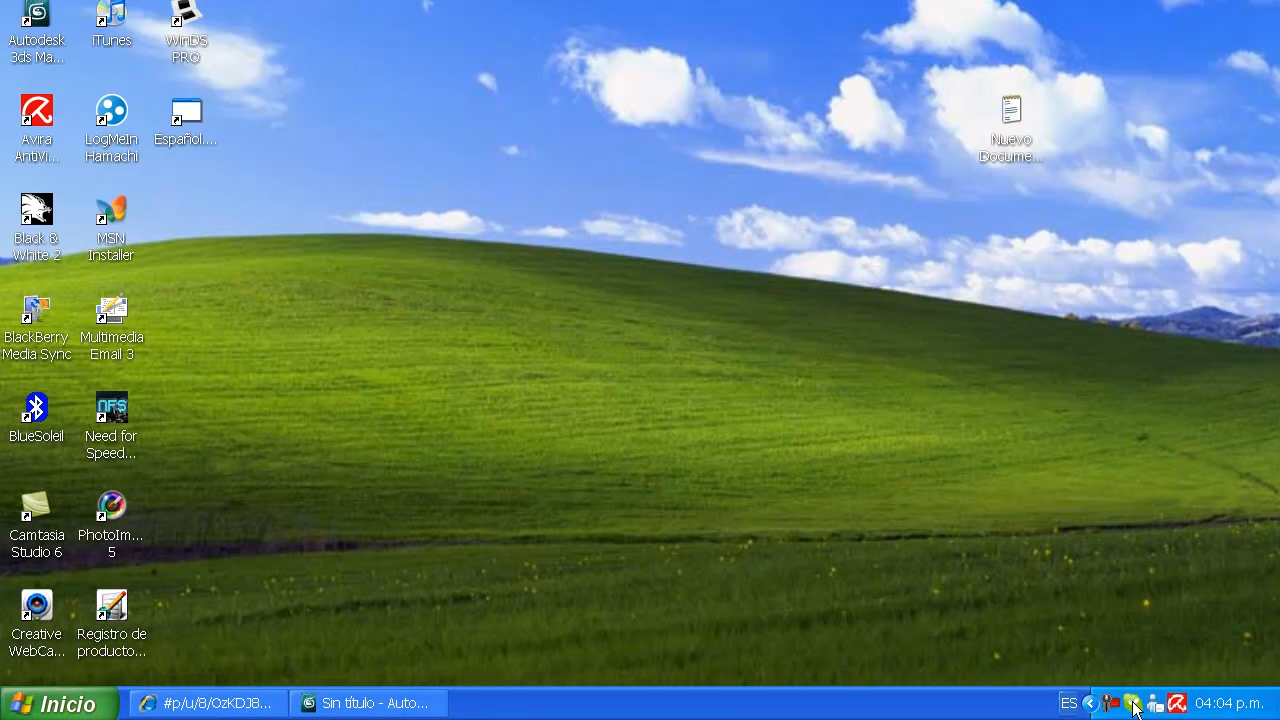 Autodesk
3ds Ma...
iTunes
WinDS
PRO
Avira
AntiVi...
LogMeIn
Hamachi
Español....
Nuevo
Docume...
Black &
White 2
MSN
Installer
BlackBerry
Media Sync
Multimedia
Email 3
BlueSoleil
NFS
Need for
Speed...
Camtasia
Studio 6
PhotoIm...
5
Creative
WebCa...
Registro de
producto...
Inicio
#p/u/8/OzKDJ8...
Sin título - Auto...
ES
04:04 p.m.